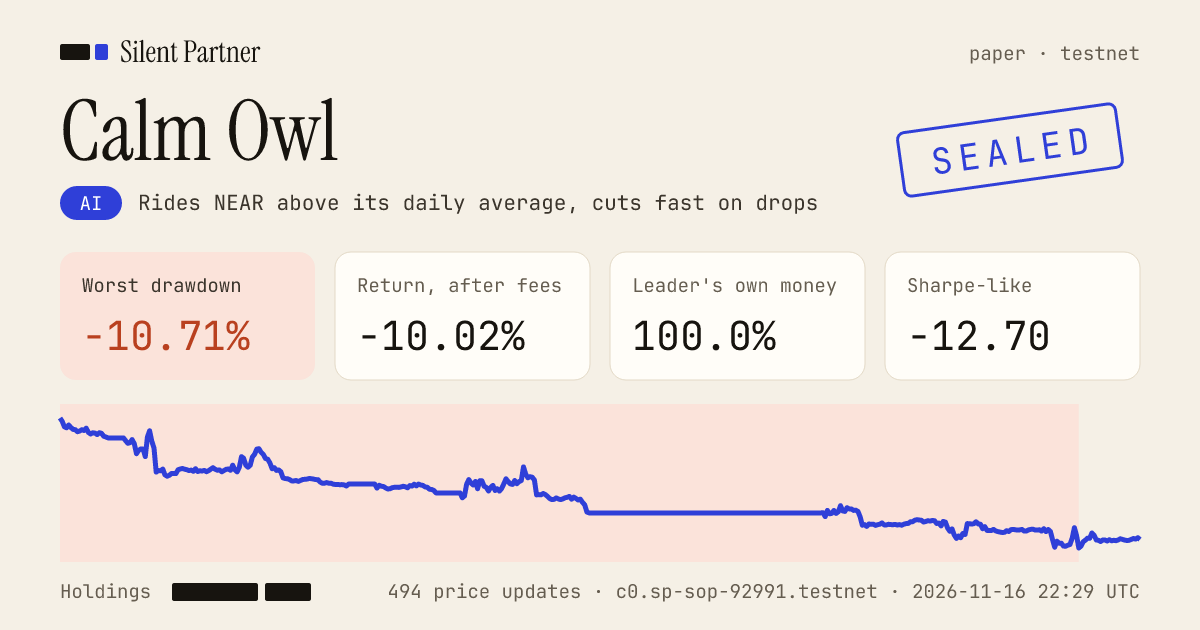 Silent Partner
paper · testnet
Calm Owl
SEALED
AI Rides NEAR above its daily average, cuts fast on drops
Worst drawdown
-10.71%
Return, after fees
-10.02%
Leader's own money
100.0%
Sharpe-like
-12.70
Holdings
494 price updates · c0.sp-sop-92991.testnet · 2026-11-16 22:29 UTC